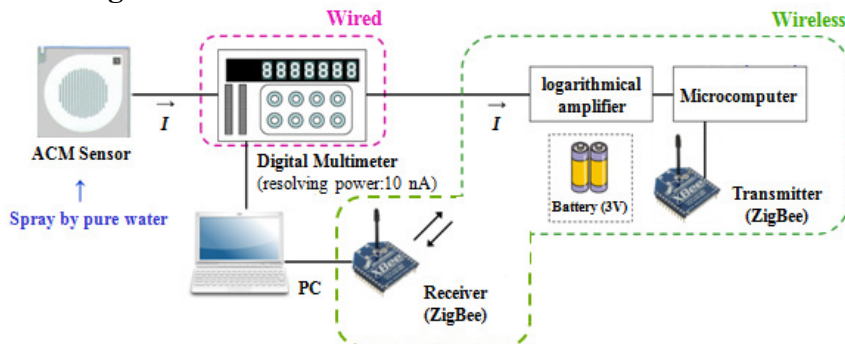 Wired
Wireless
8888888
logarithmical
amplifier
Microcomputer
I
I
ACM Sensor
Digital Multimeter
(resolving power:10 nA)
Battery (3V)
Transmitter
(ZigBee)
Spray by pure water
XBee
XBee
PC
Receiver
(ZigBee)